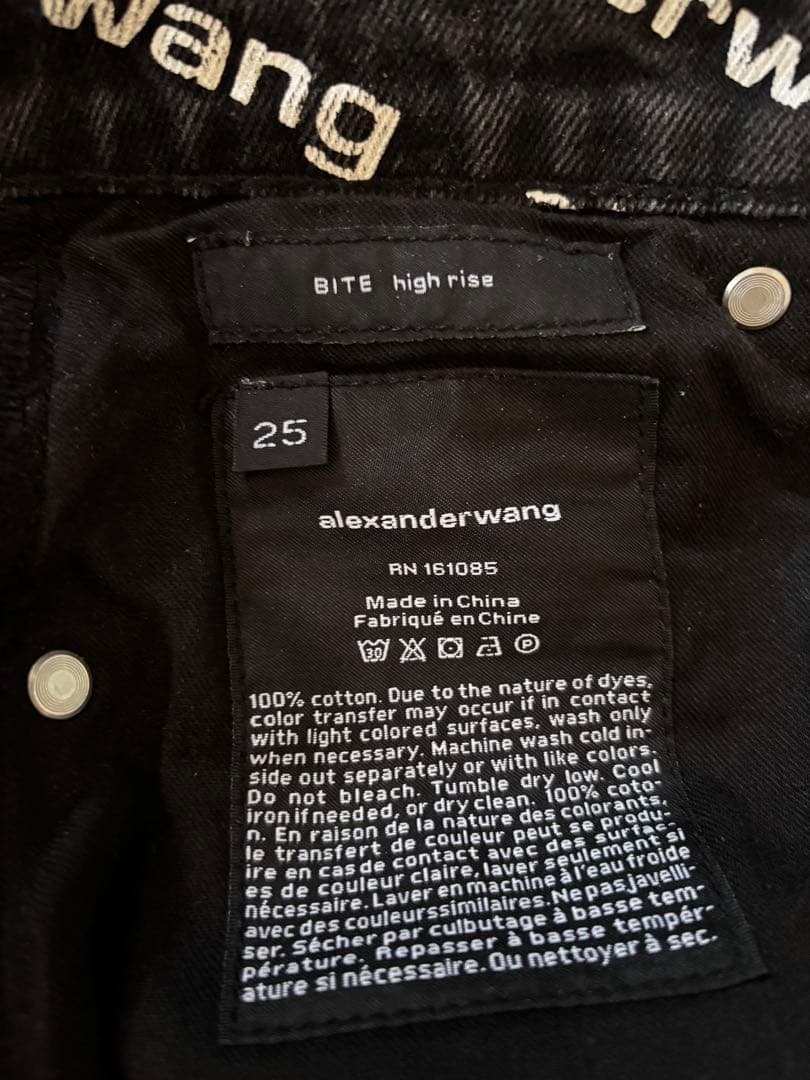 wang
erw
BITE high rise
25
alexanderwang
RN 161085
Made in China
Fabriqué en Chine
30
P
100% cotton. Due to the nature of dyes,
color transfer may occur if in contact
with light colored surfaces, wash only
when necessary. Machine wash cold in-
side out separately or with like colors.
Do not bleach. Tumble dry low. Cool
iron if needed, or dry clean. 100% coto-
n. En raison de la nature des colorants,
le transfert de couleur peut se produ-
ire en cas de contact avec des surfac-
es de couleur claire, laver seulement si
nécessaire. Laver en machine à l'eau froide
avec des couleurs similaires. Ne pas javelli-
ser. Sécher par culbutage à basse tem-
pérature. Repasser à basse tempér-
ature si nécessaire. Ou nettoyer à sec.